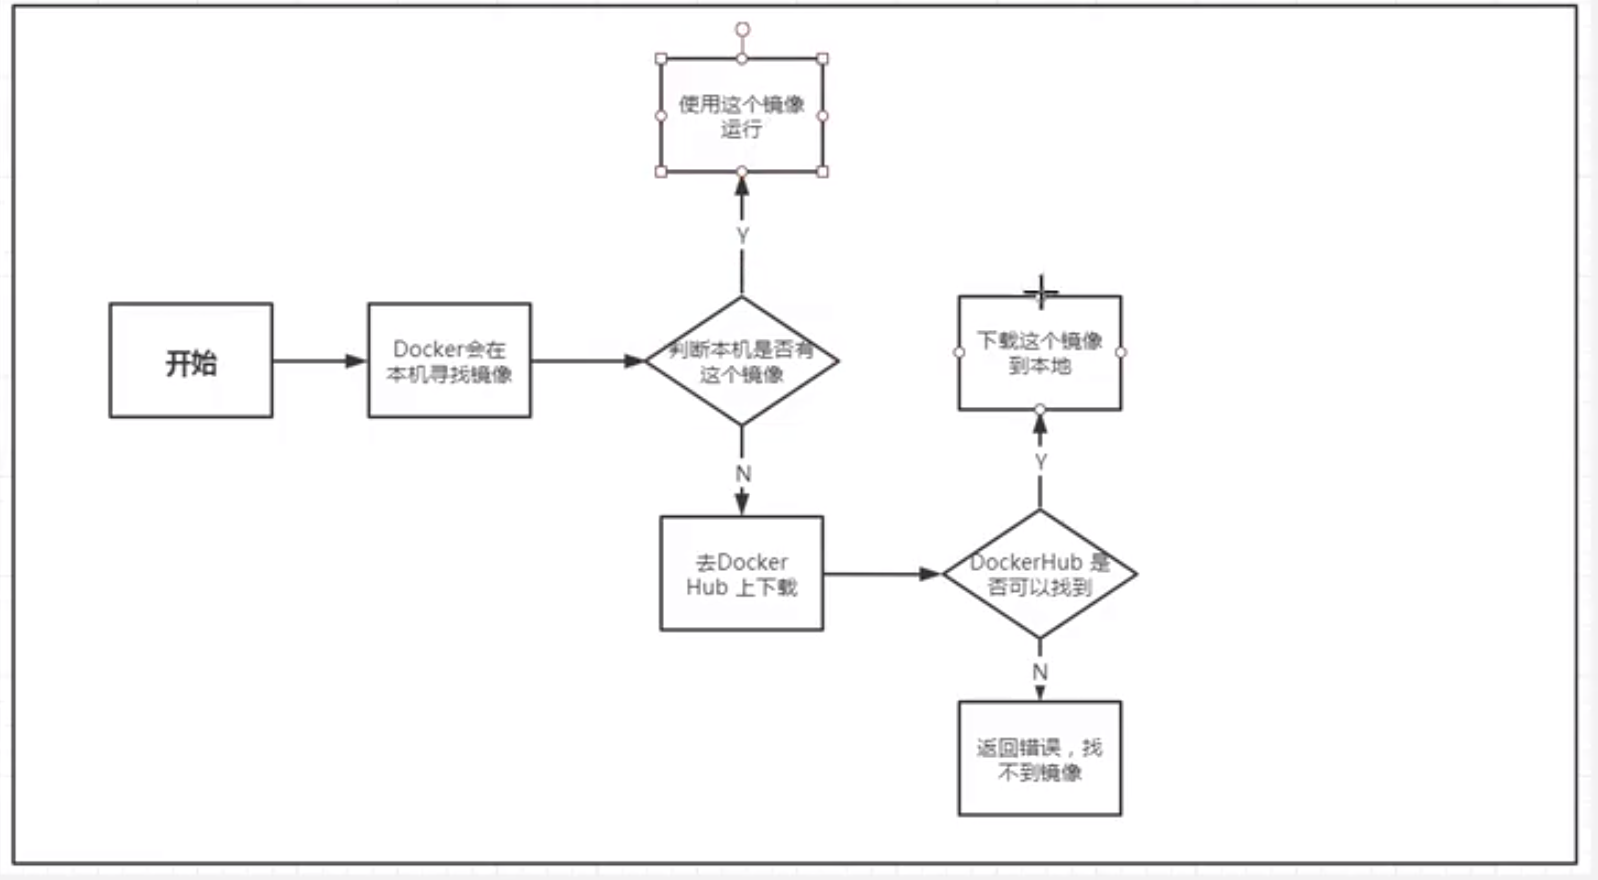 使用这个镜像
运行
Y
开始
Docker会在
本机寻找镜像
判断本机是否有
这个镜像
下载这个镜像
到本地
Y
N
去Docker
Hub 上下载
DockerHub 是
否可以找到
N
返回错误，找
不到镜像